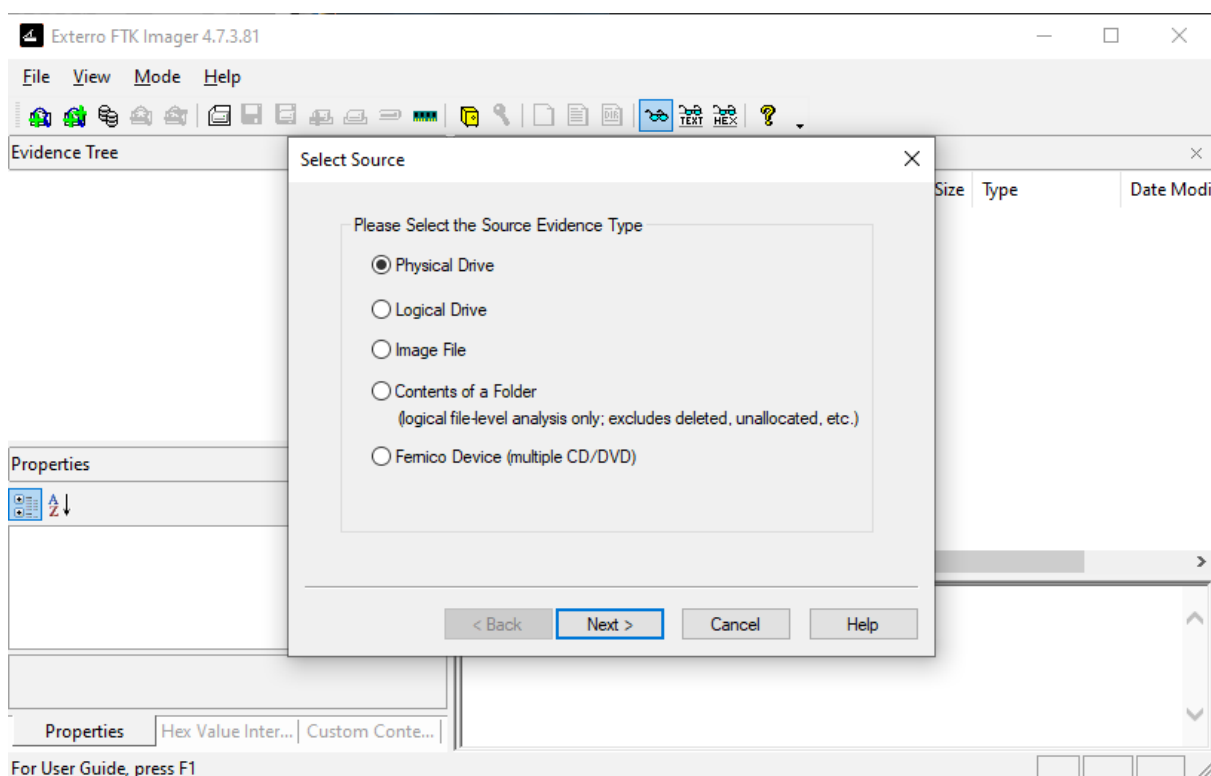 Exterro FTK Imager 4.7.3.81
File View Mode Help
TEXT HEX
Evidence Tree
Select Source
Size Type Date Modi
Please Select the Source Evidence Type
Physical Drive
Logical Drive
Image File
Contents of a Folder
(logical file-level analysis only; excludes deleted, unallocated, etc.)
Fernico Device (multiple CD/DVD)
Properties
A
Z
< Back Next > Cancel Help
Properties Hex Value Inter... Custom Conte...
For User Guide, press F1